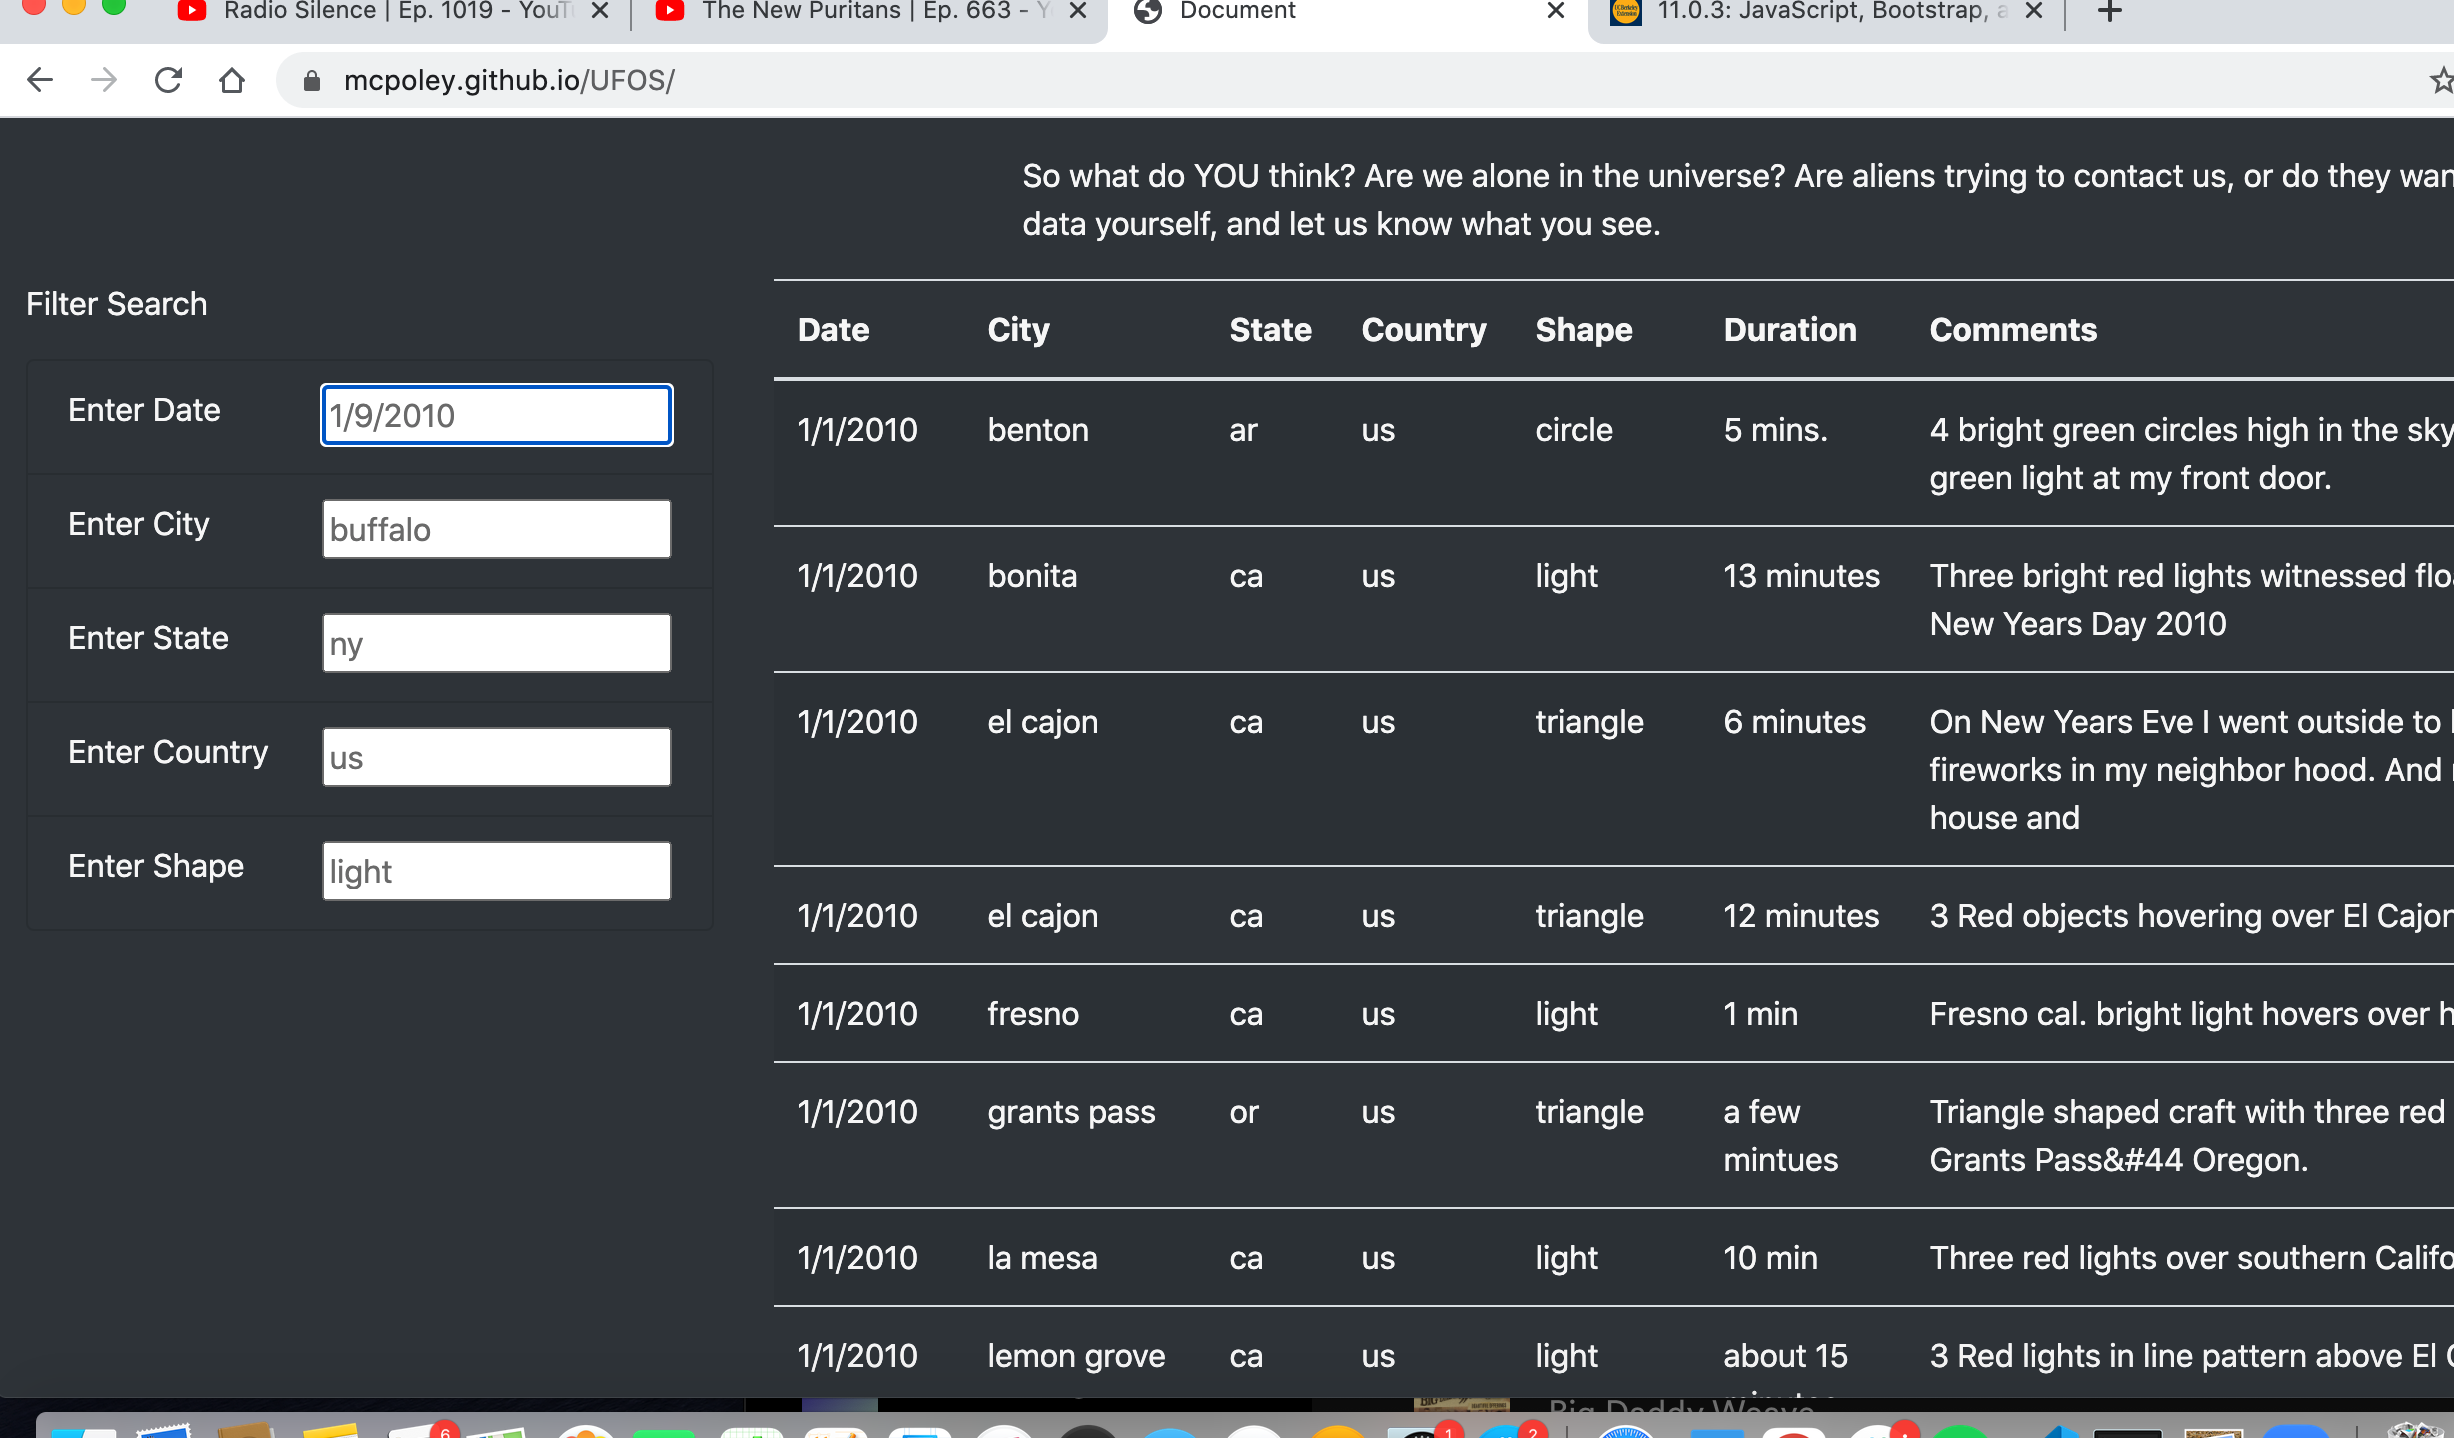 Radio Silence | Ep. 1019 - YouT
The New Puritans | Ep. 663 - Y
Document
11.0.3: JavaScript, Bootstrap, a
mcpoley.github.io/UFOS/
So what do YOU think? Are we alone in the universe? Are aliens trying to contact us, or do they wan
data yourself, and let us know what you see.
Filter Search
Enter Date 1/9/2010
Enter City buffalo
Enter State ny
Enter Country us
Enter Shape light
Date City State Country Shape Duration Comments
1/1/2010 benton ar us circle 5 mins. 4 bright green circles high in the sky
green light at my front door.
1/1/2010 bonita ca us light 13 minutes Three bright red lights witnessed floa
New Years Day 2010
1/1/2010 el cajon ca us triangle 6 minutes On New Years Eve I went outside to
fireworks in my neighbor hood. And
house and
1/1/2010 el cajon ca us triangle 12 minutes 3 Red objects hovering over El Cajon
1/1/2010 fresno ca us light 1 min Fresno cal. bright light hovers over h
1/1/2010 grants pass or us triangle a few Triangle shaped craft with three red
mintues Grants Pass&#44 Oregon.
1/1/2010 la mesa ca us light 10 min Three red lights over southern Califo
1/1/2010 lemon grove ca us light about 15 3 Red lights in line pattern above El C
minutes
Big Daddy Weave
6
1
2